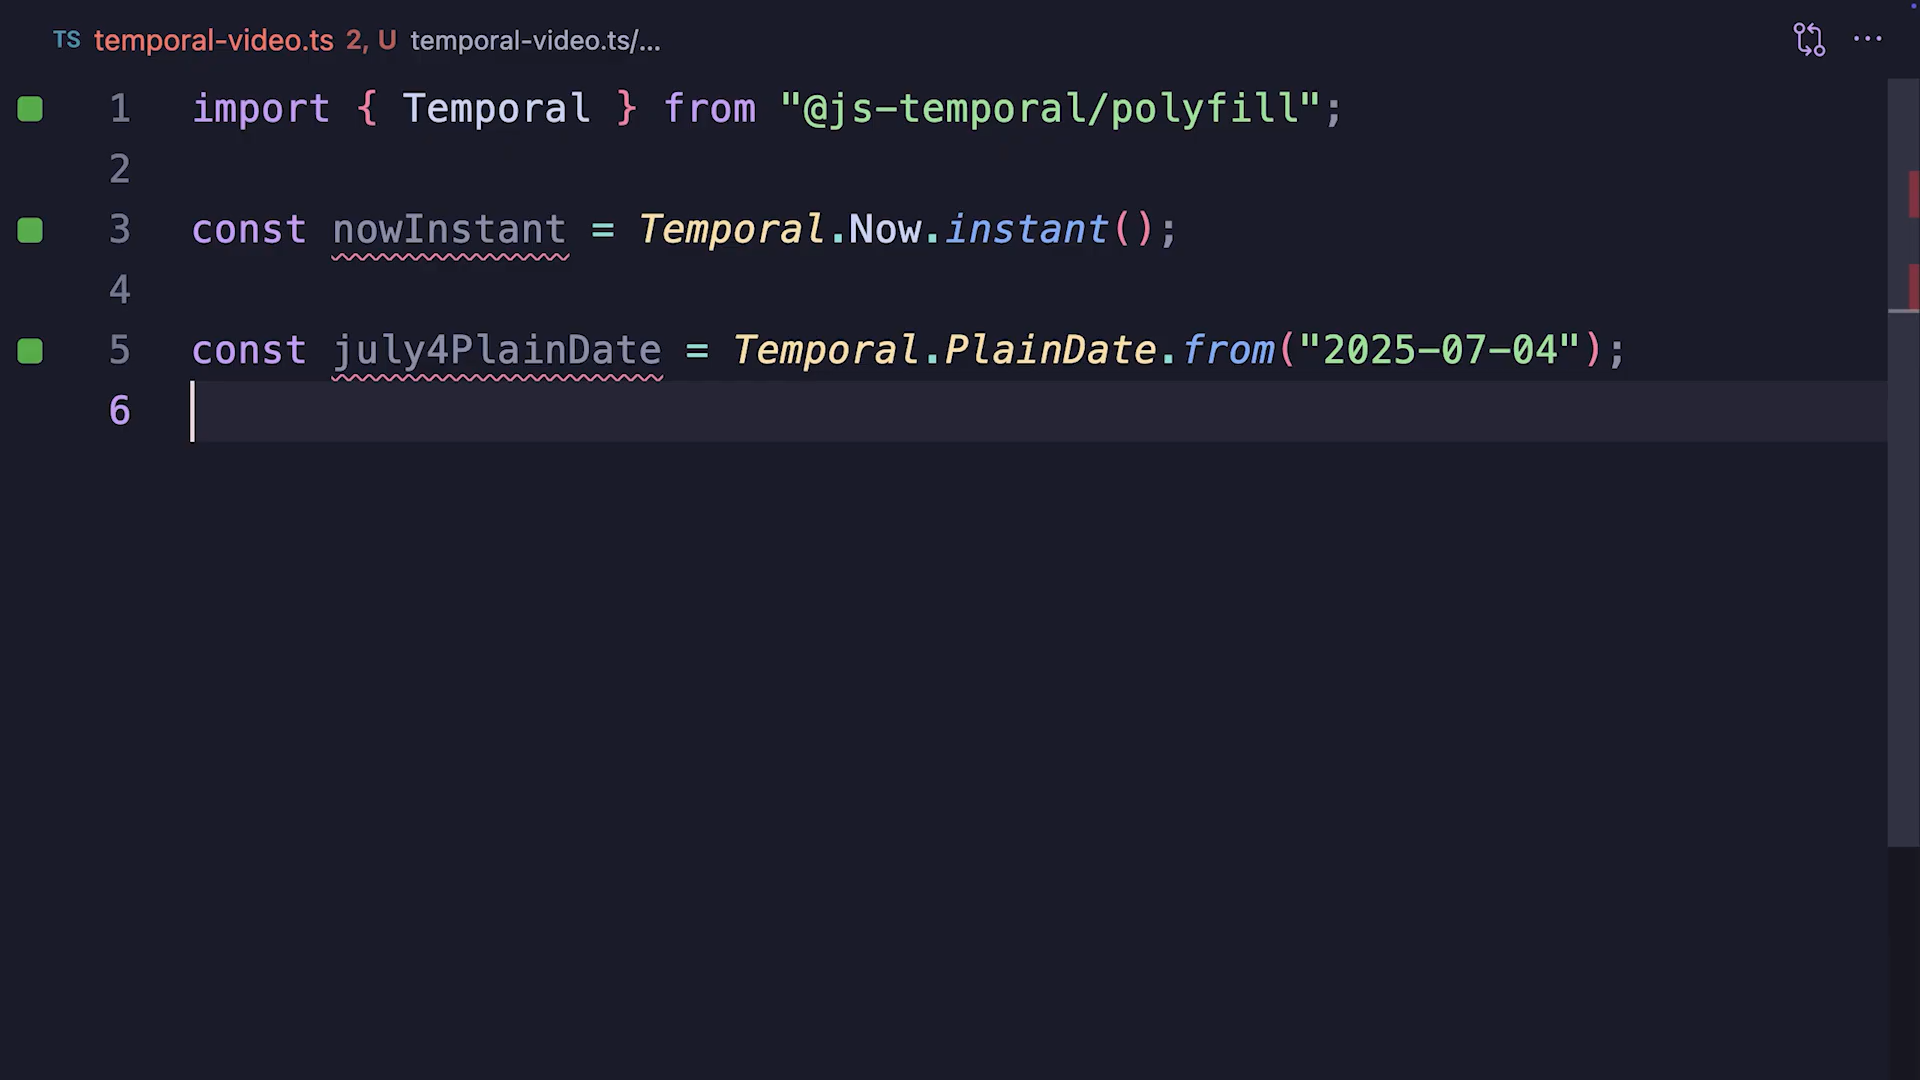 TS temporal-video.ts 2, U temporal-video.ts/...
1 import { Temporal } from "@js-temporal/polyfill";
2
3 const nowInstant = Temporal.Now.instant();
4
5 const july4PlainDate = Temporal.PlainDate.from("2025-07-04");
6